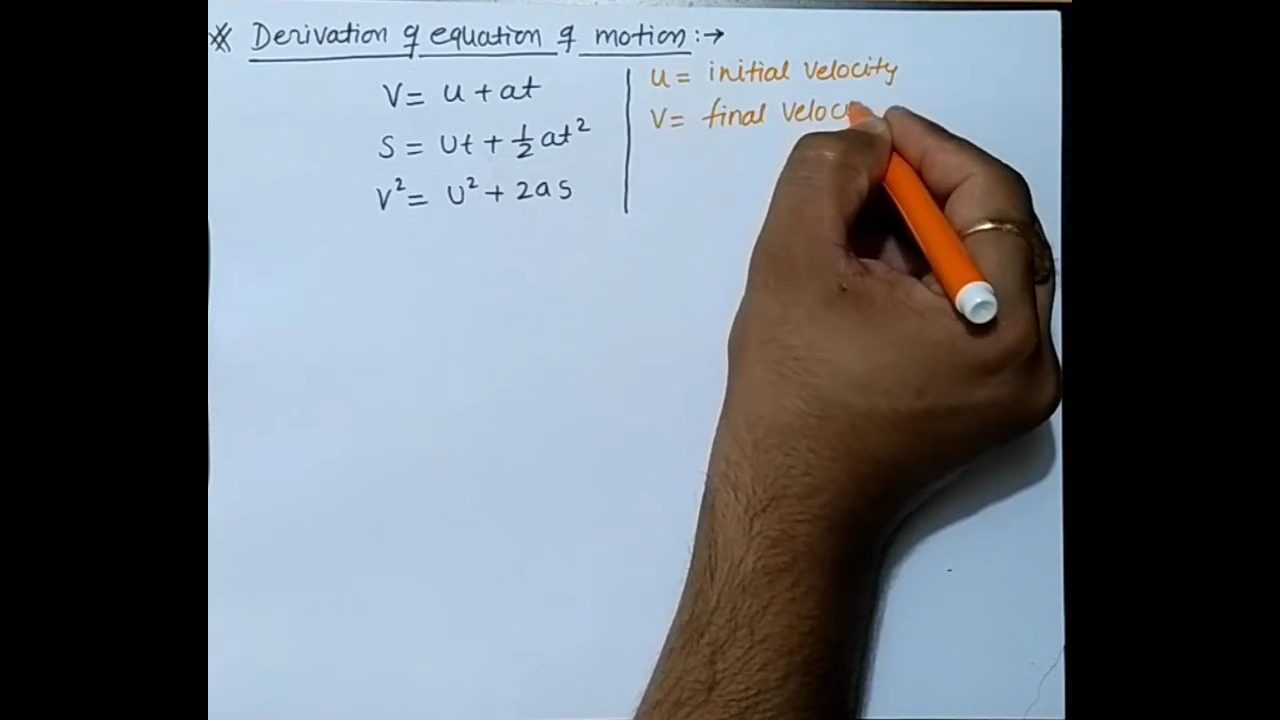 ※ Derivation of equation of motion :→
V = u + at
S = ut + ½at²
V² = u² + 2as
u = initial velocity
V = final